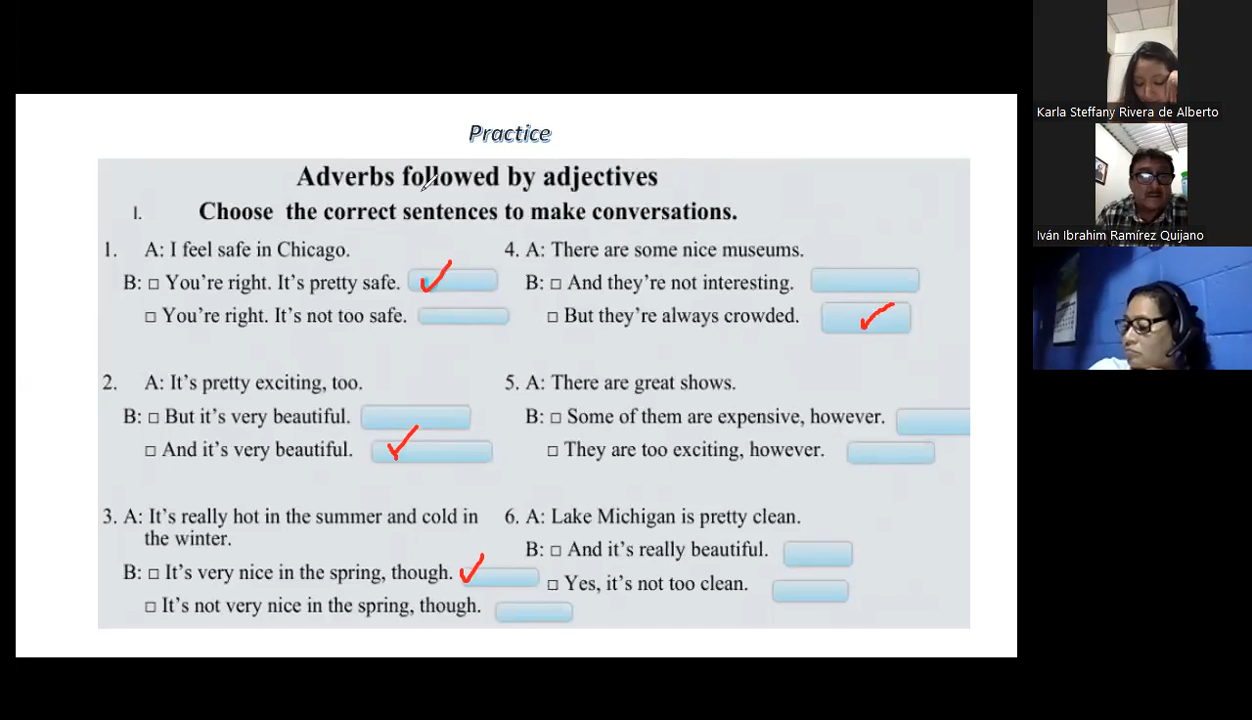 Practice
Adverbs followed by adjectives
I. Choose the correct sentences to make conversations.
1. A: I feel safe in Chicago.
B: □ You're right. It's pretty safe.
□ You're right. It's not too safe.
2. A: It's pretty exciting, too.
B: □ But it's very beautiful.
□ And it's very beautiful.
3. A: It's really hot in the summer and cold in
the winter.
B: □ It's very nice in the spring, though.
□ It's not very nice in the spring, though.
4. A: There are some nice museums.
B: □ And they're not interesting.
□ But they're always crowded.
5. A: There are great shows.
B: □ Some of them are expensive, however.
□ They are too exciting, however.
6. A: Lake Michigan is pretty clean.
B: □ And it's really beautiful.
□ Yes, it's not too clean.
Karla Steffany Rivera de Alberto
Iván Ibrahim Ramírez Quijano